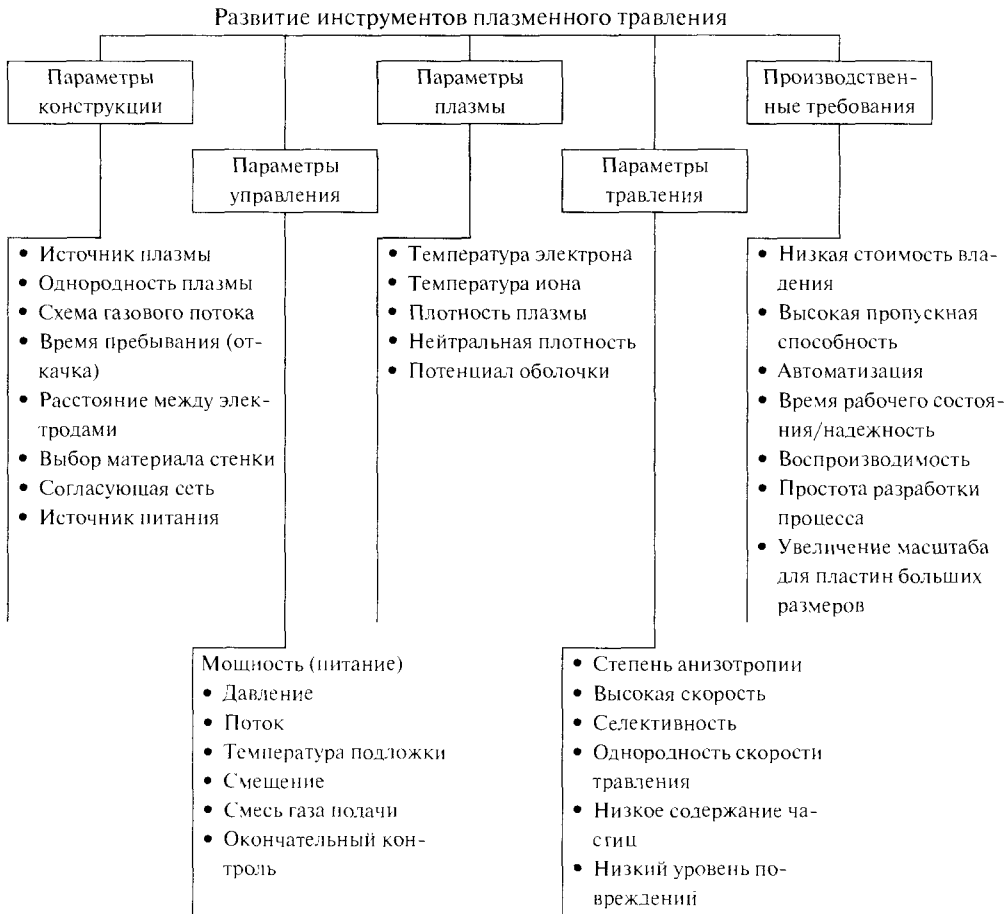 Развитие инструментов плазменного травления
Параметры
конструкции
Параметры
плазмы
Производствен-
ные требования
Параметры
управления
Параметры
травления
• Источник плазмы
• Однородность плазмы
• Схема газового потока
• Время пребывания (от-
качка)
• Расстояние между элек-
тродами
• Выбор материала стенки
• Согласующая сеть
• Источник питания
• Температура электрона
• Температура иона
• Плотность плазмы
• Нейтральная плотность
• Потенциал оболочки
• Низкая стоимость вла-
дения
• Высокая пропускная
способность
• Автоматизация
• Время рабочего состоя-
ния/надежность
• Воспроизводимость
• Простота разработки
процесса
• Увеличение масштаба
для пластин больших
размеров
Мощность (питание)
• Давление
• Поток
• Температура подложки
• Смещение
• Смесь газа подачи
• Окончательный кон-
троль
• Степень анизотропии
• Высокая скорость
• Селективность
• Однородность скорости
травления
• Низкое содержание ча-
стиц
• Низкий уровень по-
вреждений